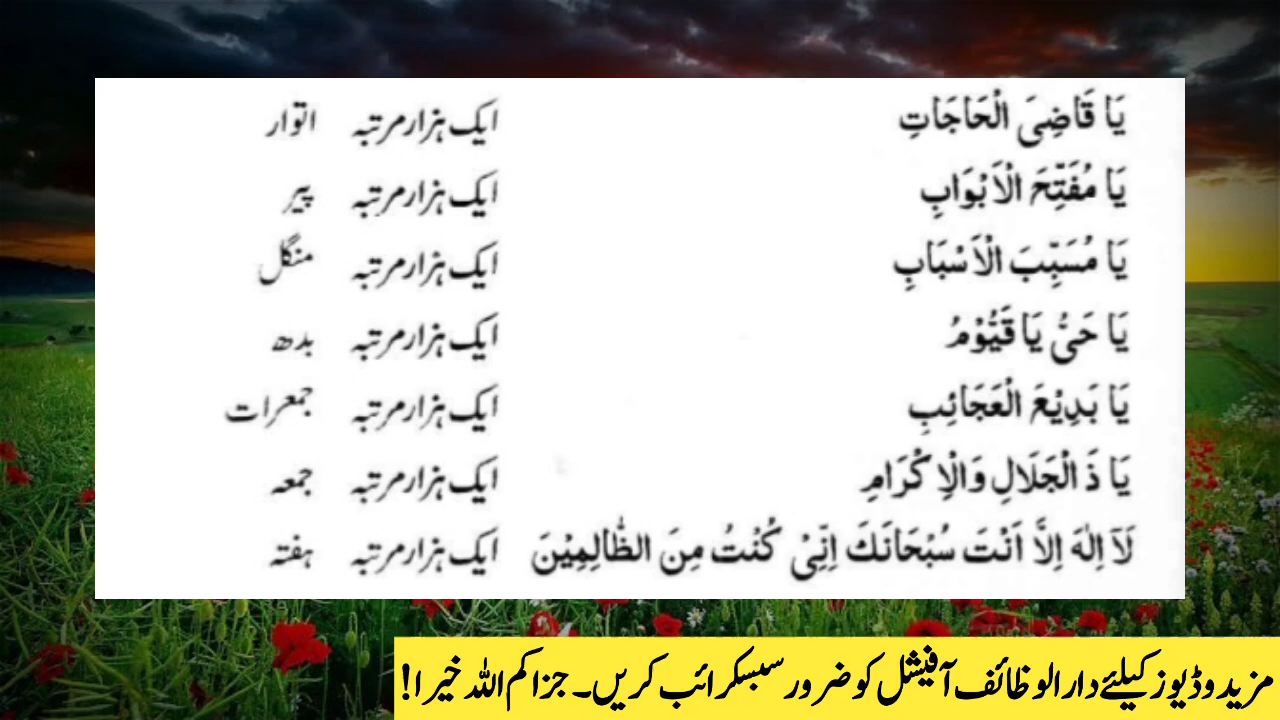 يَا قَاضِىَ الْحَاجَاتِ ایک ہزار مرتبہ اتوار
يَا مُفَتِّحَ الْاَبْوَابِ ایک ہزار مرتبہ پیر
يَا مُسَبِّبَ الْاَسْبَابِ ایک ہزار مرتبہ منگل
يَا حَىُّ يَا قَيُّوْمُ ایک ہزار مرتبہ بدھ
يَا بَدِيْعَ الْعَجَائِبِ ایک ہزار مرتبہ جمعرات
يَا ذَ الْجَلَالِ وَالْاِكْرَامِ ایک ہزار مرتبہ جمعہ
لَآ اِلٰهَ اِلَّا اَنْتَ سُبْحَانَكَ اِنِّىْ كُنْتُ مِنَ الظَّالِمِيْنَ ایک ہزار مرتبہ ہفتہ
مزید وڈیوز کیلئے دارالوظائف آفیشل کو ضرور سبسکرائب کریں۔ جزاکم اللہ خیرا!